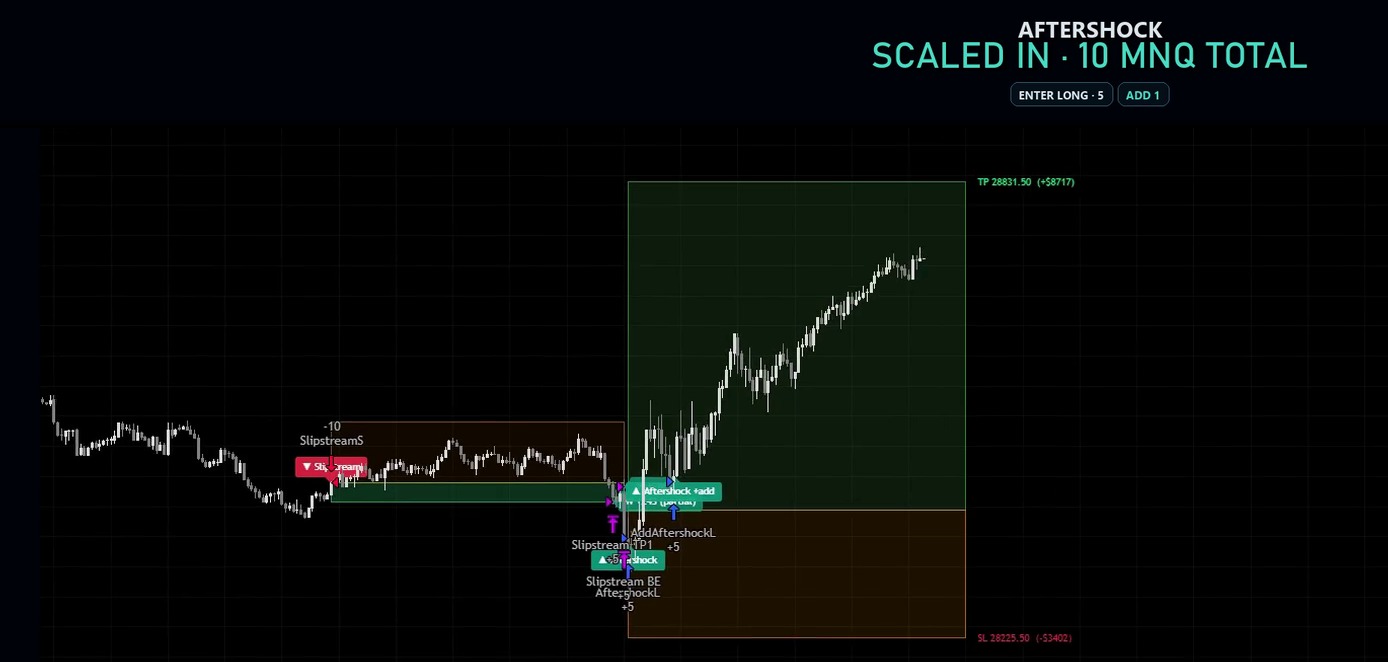 AFTERSHOCK
SCALED IN · 10 MNQ TOTAL
ENTER LONG · 5
ADD 1
TP 28831.50 (+$8717)
-10
SlipstreamS
▲ Aftershock +add
AddAftershockL
+5
Slipstream TP1
Slipstream BE
AftershockL
+5
SL 28225.50 (-$3402)